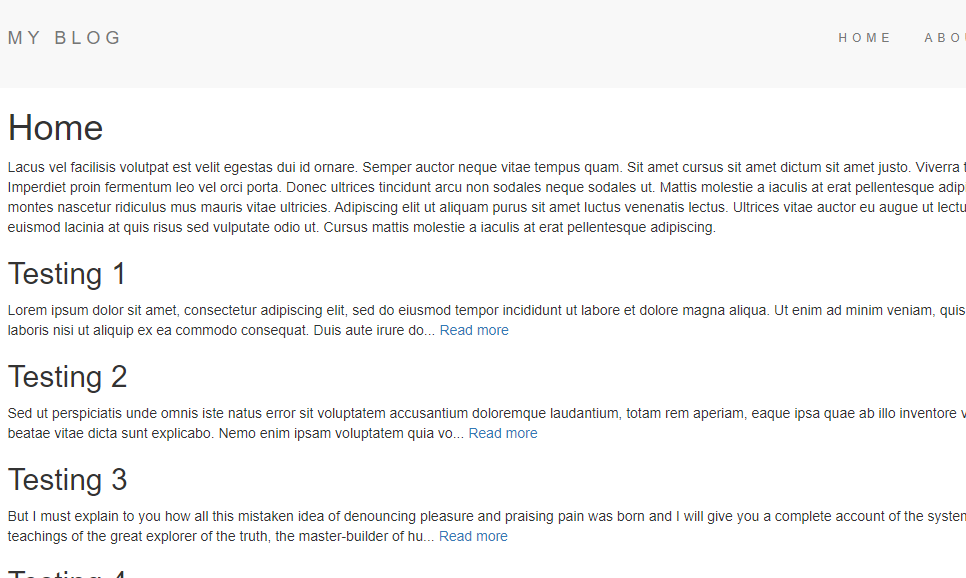 MY BLOG
HOME
Home
Lacus vel facilisis volutpat est velit egestas dui id ornare. Semper auctor neque vitae tempus quam. Sit amet cursus sit amet dictum sit amet justo. Viverra
Imperdiet proin fermentum leo vel orci porta. Donec ultrices tincidunt arcu non sodales neque sodales ut. Mattis molestie a iaculis at erat pellentesque adip
montes nascetur ridiculus mus mauris vitae ultricies. Adipiscing elit ut aliquam purus sit amet luctus venenatis lectus. Ultrices vitae auctor eu augue ut lectu
euismod lacinia at quis risus sed vulputate odio ut. Cursus mattis molestie a iaculis at erat pellentesque adipiscing.
Testing 1
Lorem ipsum dolor sit amet, consectetur adipiscing elit, sed do eiusmod tempor incididunt ut labore et dolore magna aliqua. Ut enim ad minim veniam, quis
laboris nisi ut aliquip ex ea commodo consequat. Duis aute irure do... Read more
Testing 2
Sed ut perspiciatis unde omnis iste natus error sit voluptatem accusantium doloremque laudantium, totam rem aperiam, eaque ipsa quae ab illo inventore
beatae vitae dicta sunt explicabo. Nemo enim ipsam voluptatem quia vo... Read more
Testing 3
But I must explain to you how all this mistaken idea of denouncing pleasure and praising pain was born and I will give you a complete account of the system
teachings of the great explorer of the truth, the master-builder of hu... Read more
Testing 4